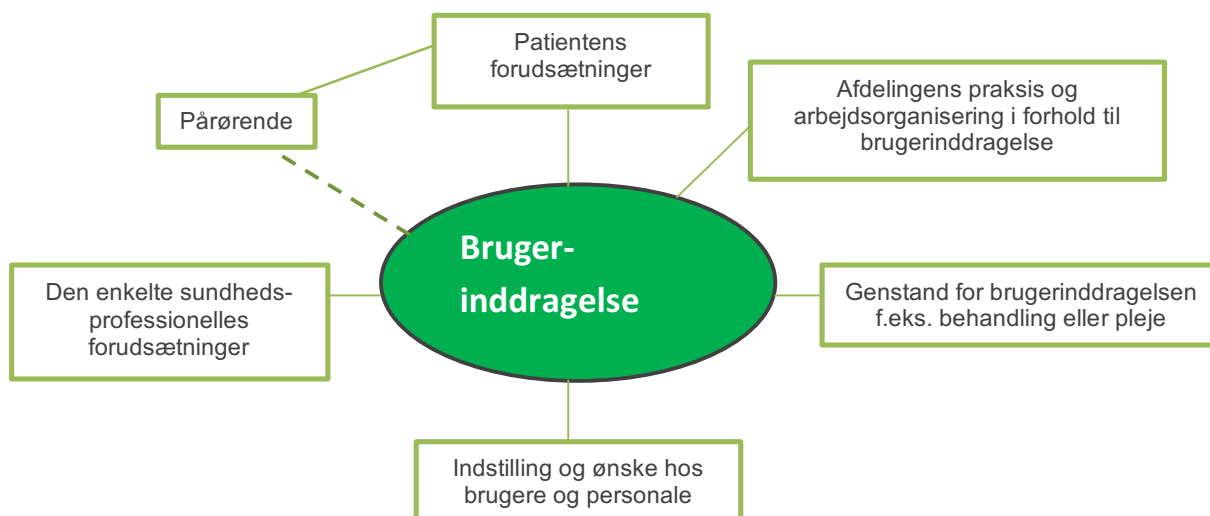 Patientens
forudsætninger
Pårørende
Afdelingens praksis og
arbejdsorganisering i forhold til
brugerinddragelse
Bruger-
inddragelse
Den enkelte sundheds-
professionelles
forudsætninger
Genstand for brugerinddragelsen
f.eks. behandling eller pleje
Indstilling og ønske hos
brugere og personale